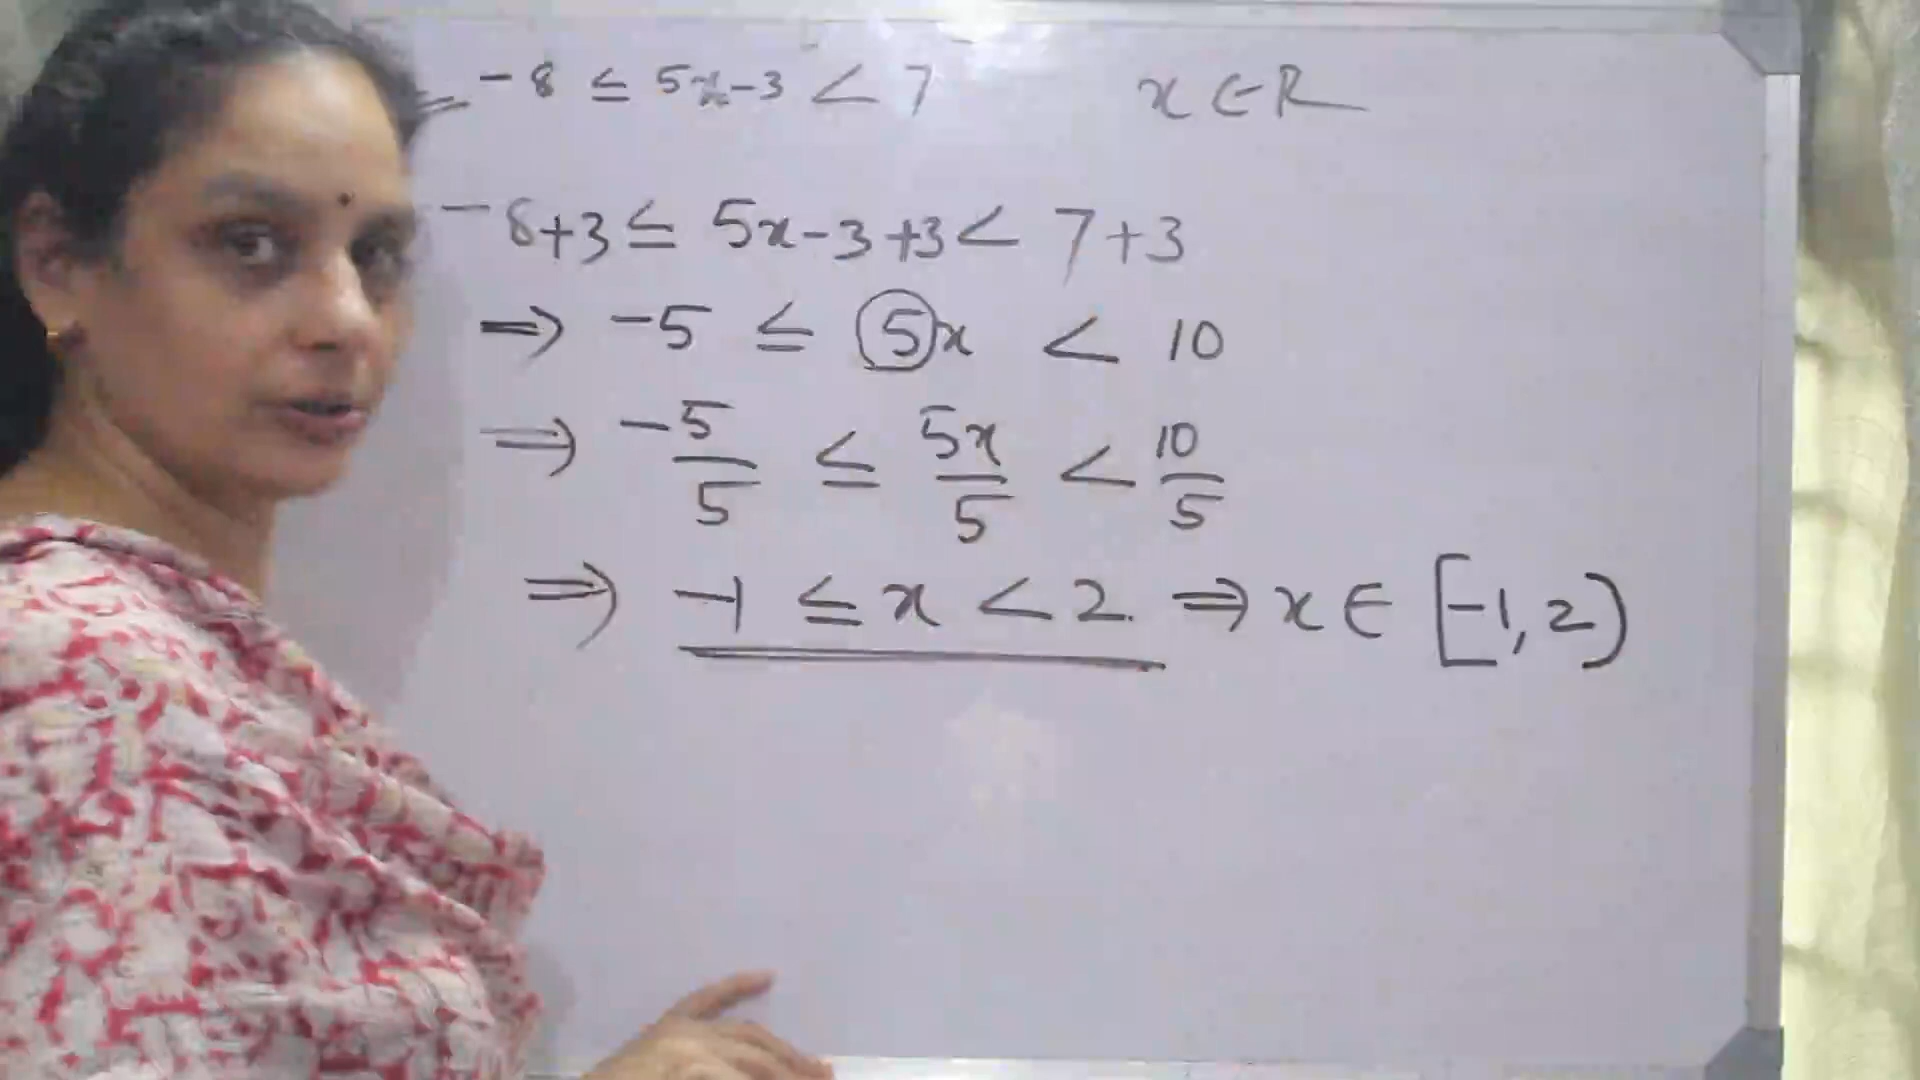 -8 ≤ 5x-3 < 7 x ∈ R
-8+3 ≤ 5x-3+3 < 7+3
⇒ -5 ≤ 5x < 10
⇒ -5/5 ≤ 5x/5 < 10/5
⇒ -1 ≤ x < 2 ⇒ x ∈ [-1, 2)